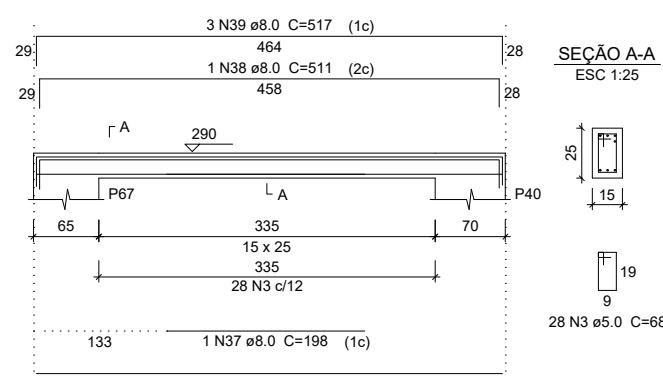 3 N39 ø8.0 C=517 (1c)
29 464 28
1 N38 ø8.0 C=511 (2c)
29 458 28
SEÇÃO A-A
ESC 1:25
A
290
A
P67
P40
65 335 70
15 x 25
335
28 N3 c/12
133
1 N37 ø8.0 C=198 (1c)
25
15
19
9
28 N3 ø5.0 C=68